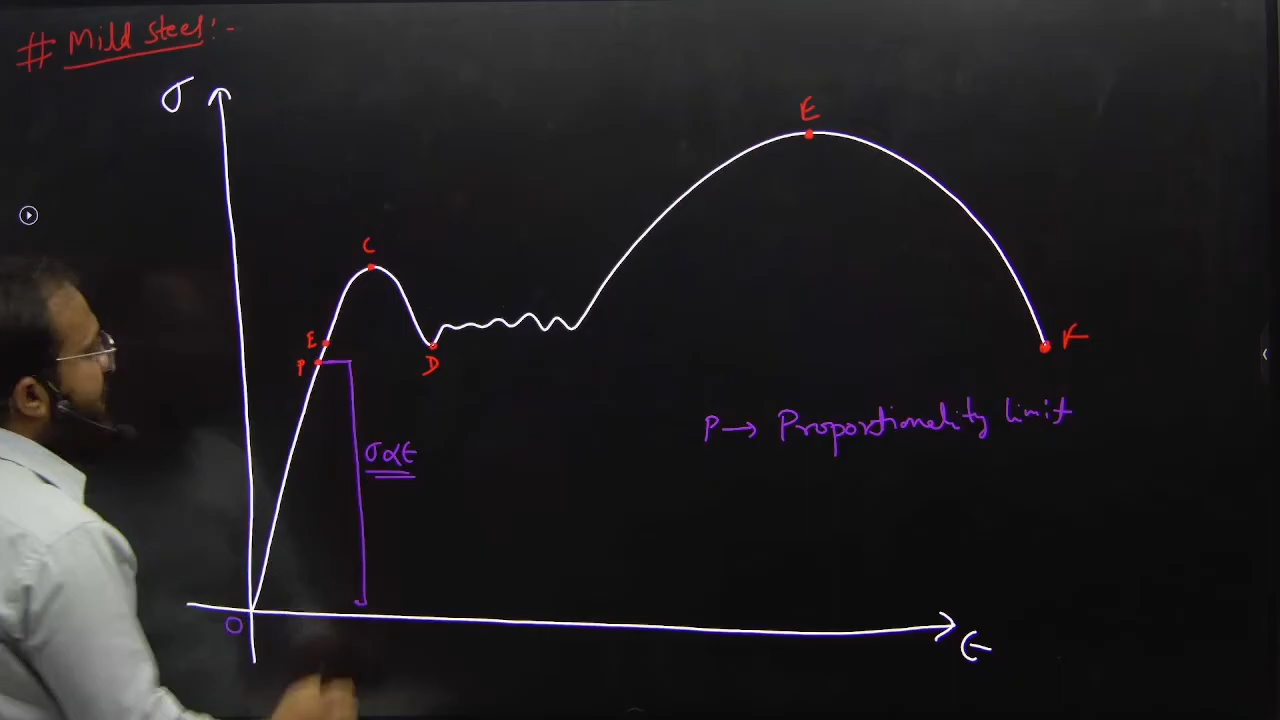 # Mild steel:-
σ
E
C
E
P
D
F
P → Proportionality limit
σ∝ϵ
O
ϵ